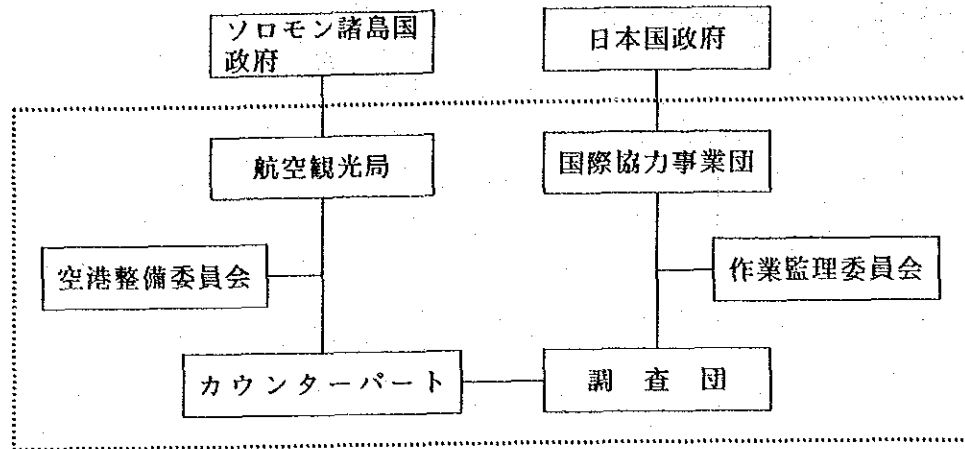 ソロモン諸島国
政府
日本国政府
航空観光局
国際協力事業団
空港整備委員会
作業監理委員会
カウンターパート
調査団